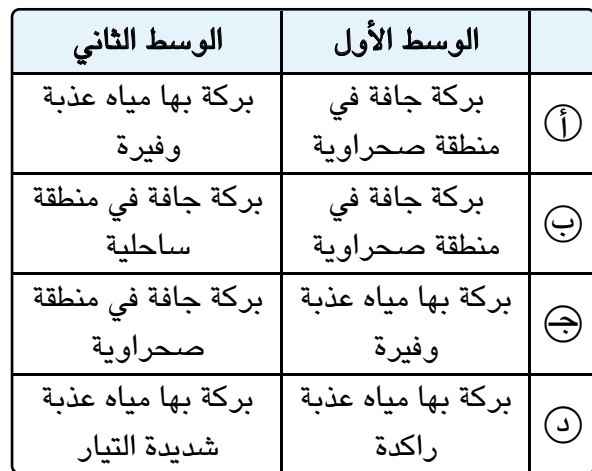 الوسط الأول	الوسط الثاني
أ	بركة جافة في	بركة بها مياه عذبة
منطقة صحراوية	وفيرة
ب	بركة جافة في	بركة جافة في منطقة
منطقة صحراوية	ساحلية
جـ	بركة بها مياه عذبة	بركة جافة في منطقة
وفيرة	صحراوية
د	بركة بها مياه عذبة	بركة بها مياه عذبة
راكدة	شديدة التيار